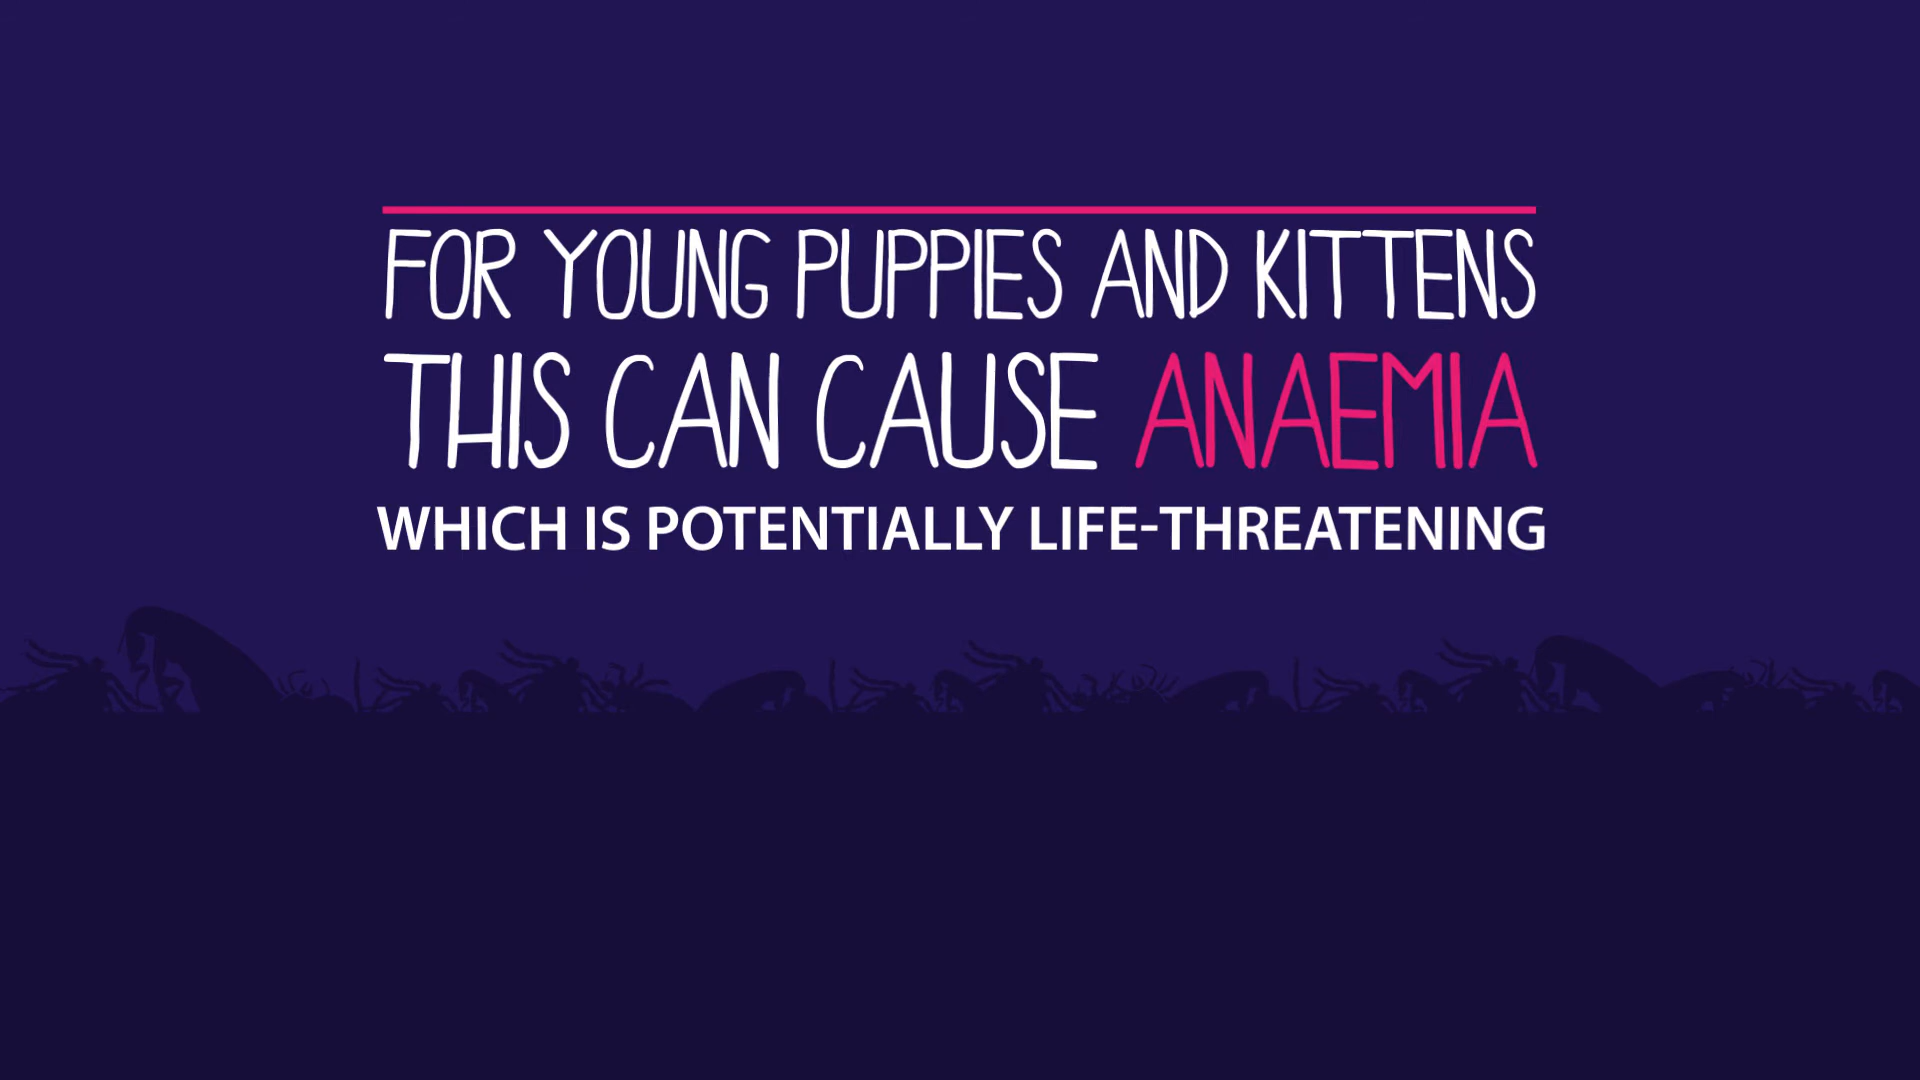 FOR YOUNG PUPPIES AND KITTENS
THIS CAN CAUSE ANAEMIA
WHICH IS POTENTIALLY LIFE-THREATENING